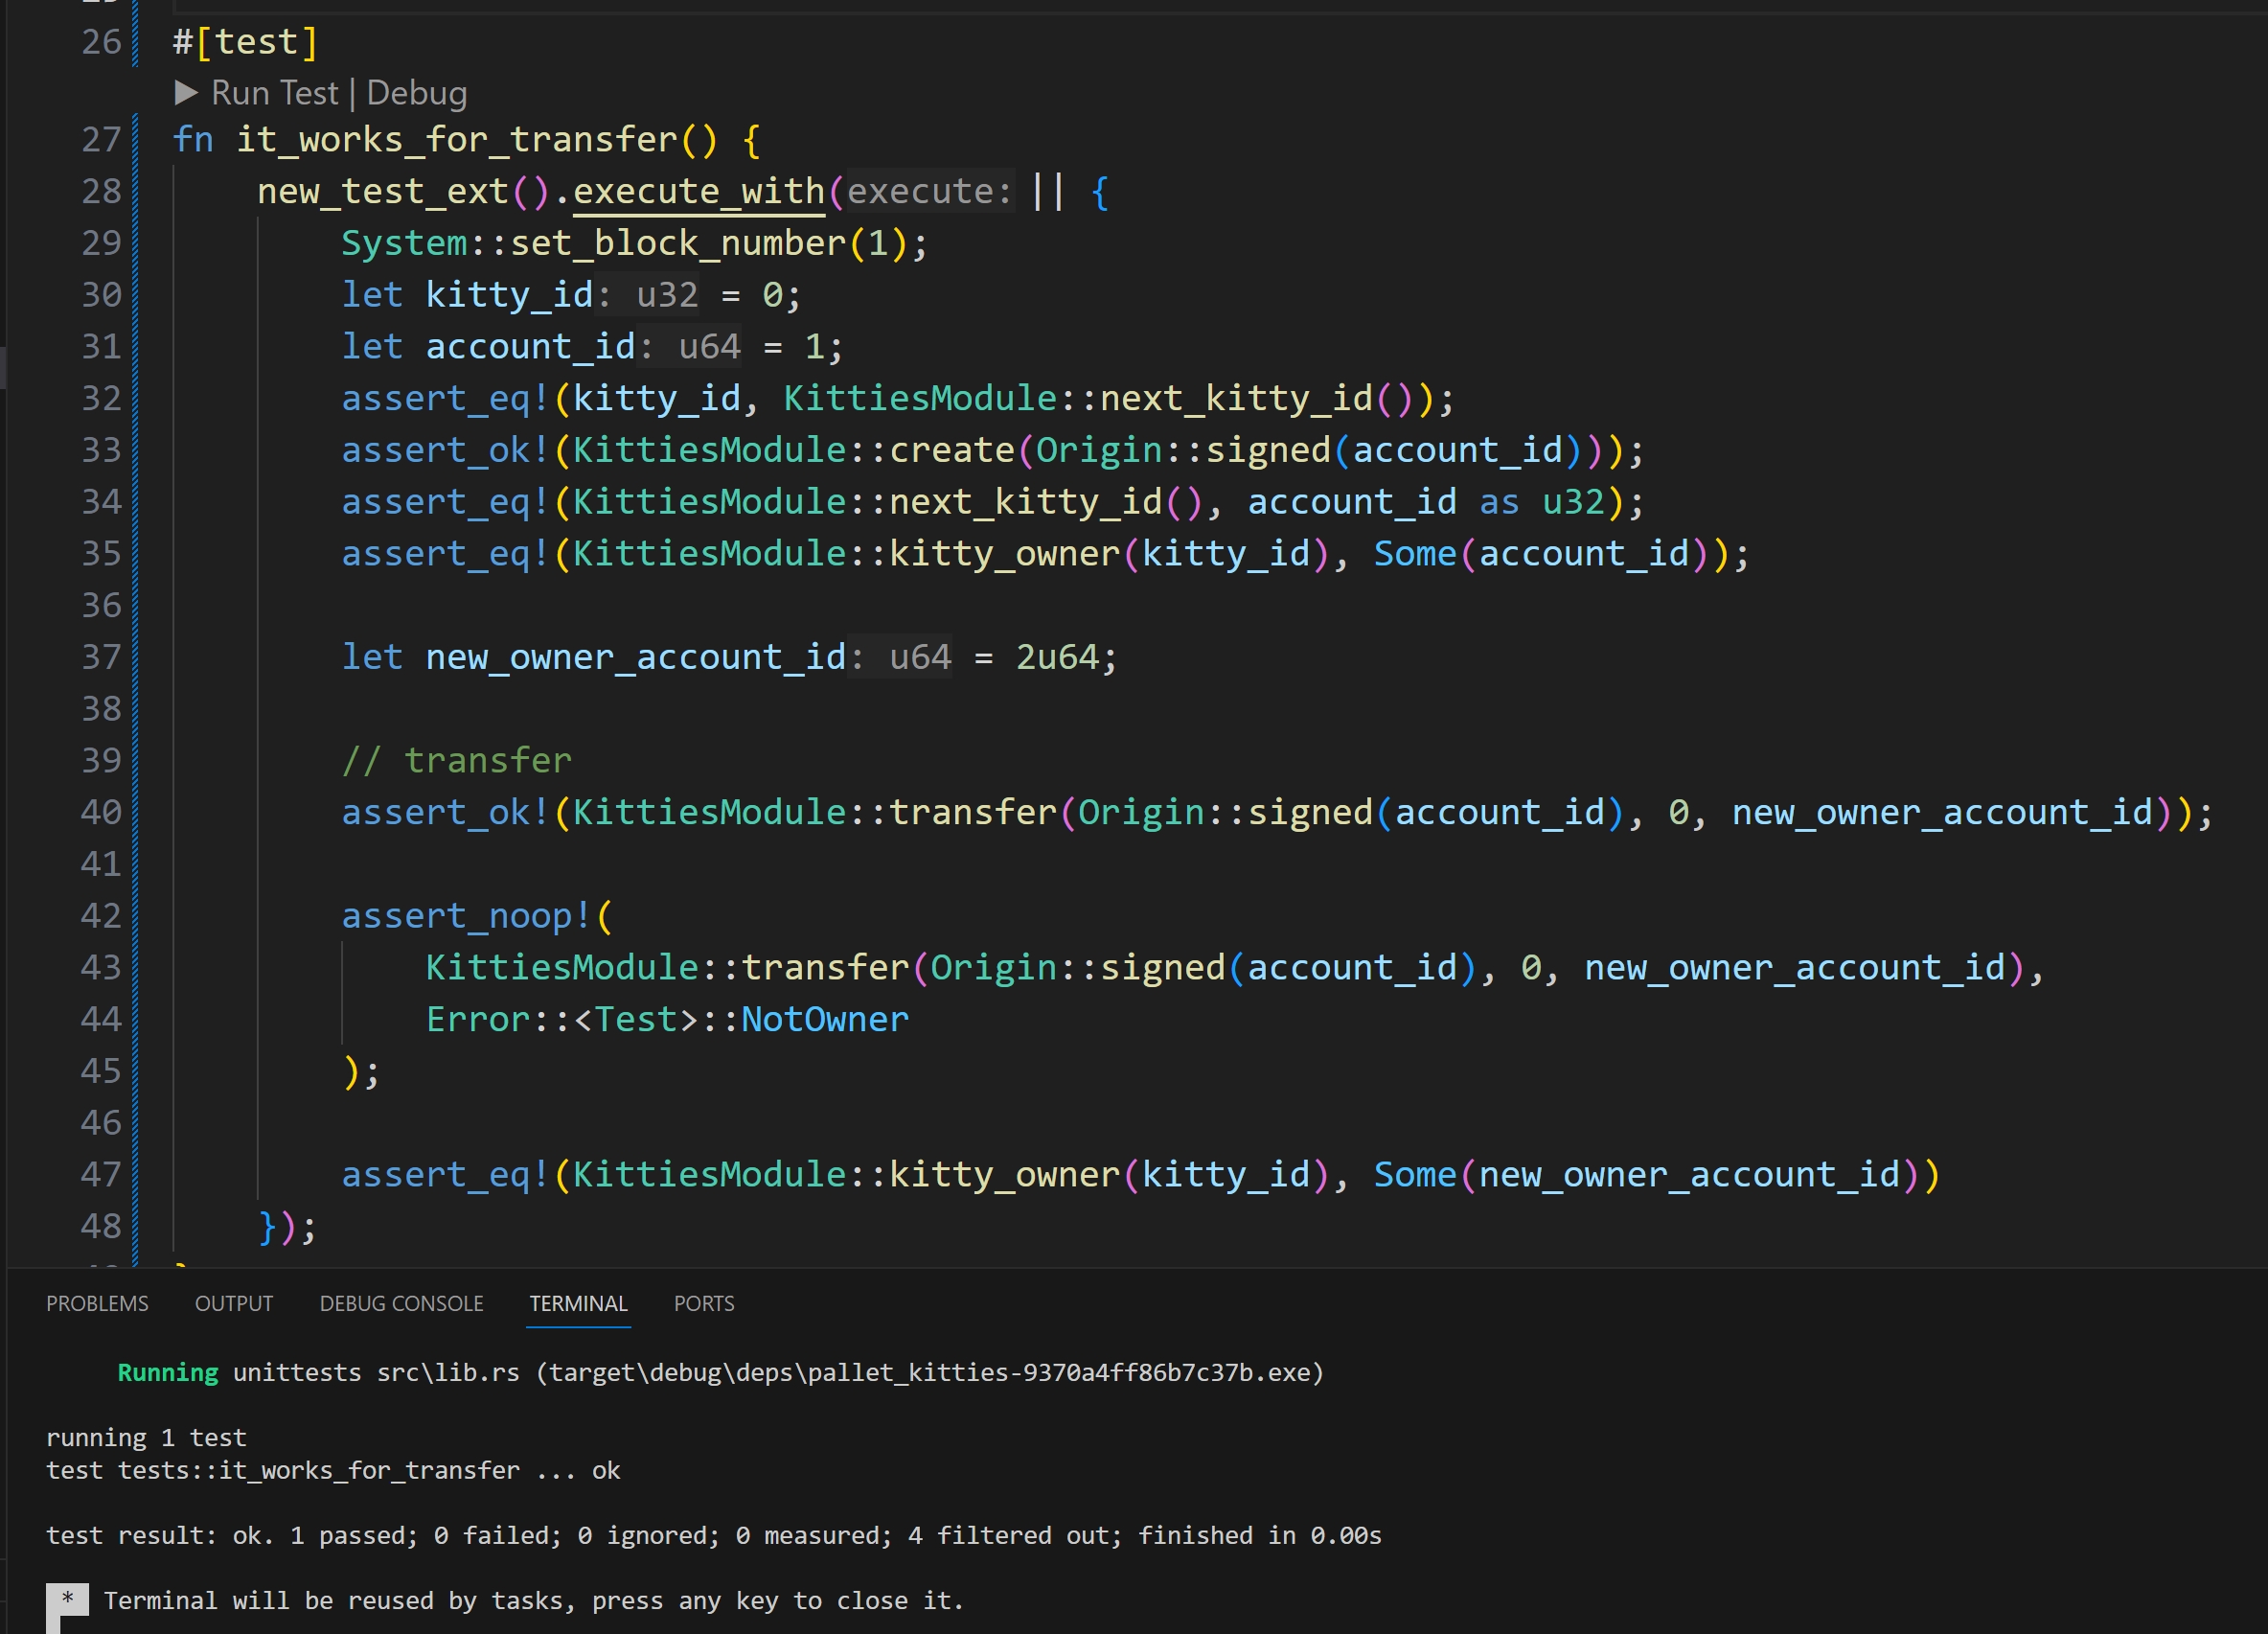 26 #[test]
▶ Run Test | Debug
27 fn it_works_for_transfer() {
28 new_test_ext().execute_with(execute: || {
29 System::set_block_number(1);
30 let kitty_id: u32 = 0;
31 let account_id: u64 = 1;
32 assert_eq!(kitty_id, KittiesModule::next_kitty_id());
33 assert_ok!(KittiesModule::create(Origin::signed(account_id)));
34 assert_eq!(KittiesModule::next_kitty_id(), account_id as u32);
35 assert_eq!(KittiesModule::kitty_owner(kitty_id), Some(account_id));
36
37 let new_owner_account_id: u64 = 2u64;
38
39 // transfer
40 assert_ok!(KittiesModule::transfer(Origin::signed(account_id), 0, new_owner_account_id));
41
42 assert_noop!(
43 KittiesModule::transfer(Origin::signed(account_id), 0, new_owner_account_id),
44 Error::<Test>::NotOwner
45 );
46
47 assert_eq!(KittiesModule::kitty_owner(kitty_id), Some(new_owner_account_id))
48 });
PROBLEMS OUTPUT DEBUG CONSOLE TERMINAL PORTS
Running unittests src\lib.rs (target\debug\deps\pallet_kitties-9370a4ff86b7c37b.exe)
running 1 test
test tests::it_works_for_transfer ... ok
test result: ok. 1 passed; 0 failed; 0 ignored; 0 measured; 4 filtered out; finished in 0.00s
* Terminal will be reused by tasks, press any key to close it.